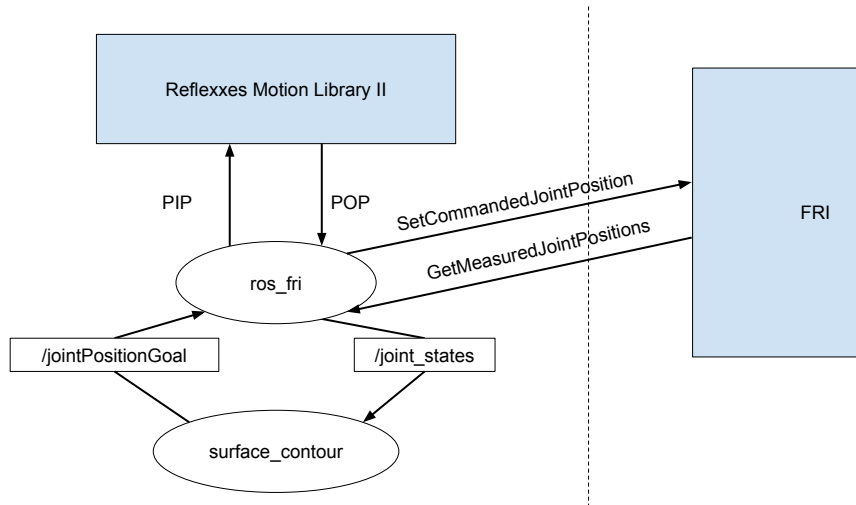 Reflexxes Motion Library II
PIP
POP
SetCommandedJointPosition
GetMeasuredJointPositions
FRI
ros_fri
/jointPositionGoal
/joint_states
surface_contour